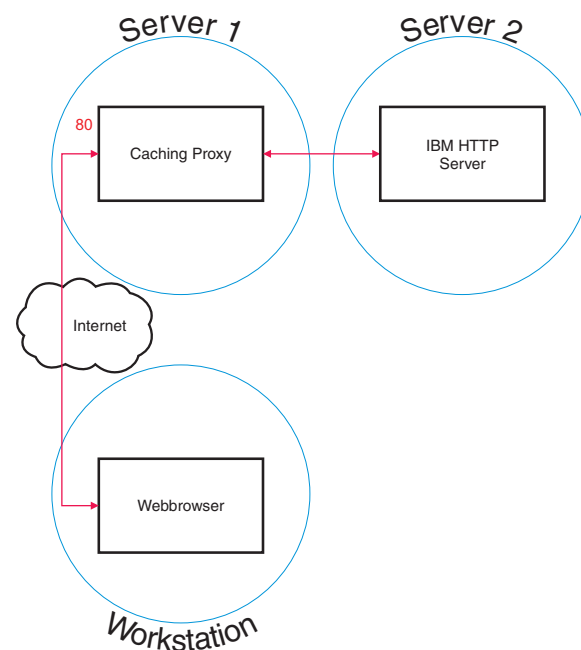 Server 1
Server 2
80
Caching Proxy
IBM HTTP
Server
Internet
Webbrowser
Workstation